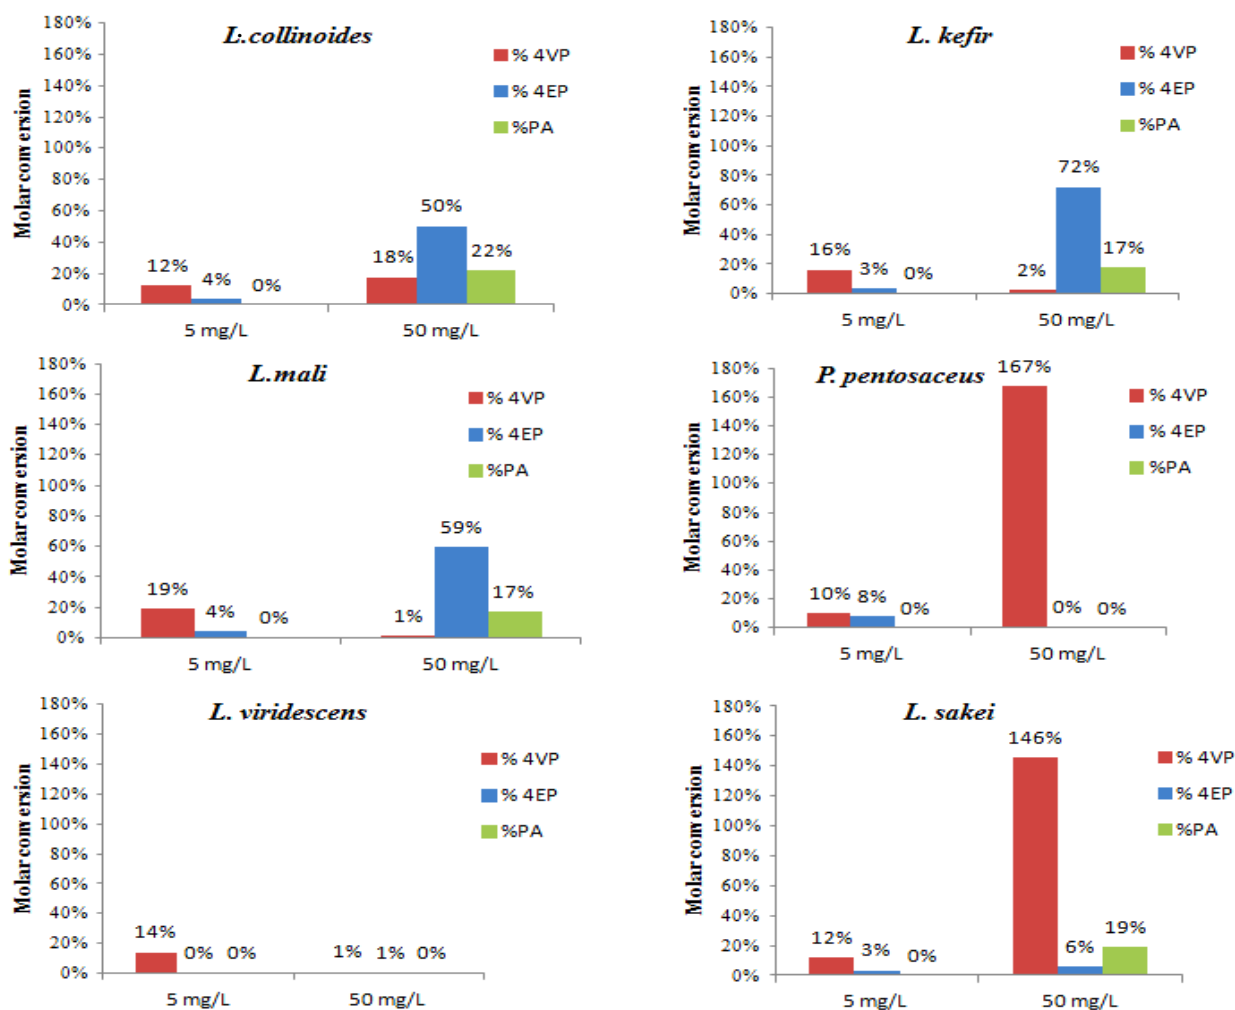 L.collinoides
Molar conversion
180%
160%
140%
120%
100%
80%
60%
40%
20%
0%
% 4VP
% 4EP
%PA
12%
4%
0%
18%
50%
22%
5 mg/L
50 mg/L
L. kefir
Molar conversion
180%
160%
140%
120%
100%
80%
60%
40%
20%
0%
% 4VP
% 4EP
%PA
16%
3%
0%
2%
72%
17%
5 mg/L
50 mg/L
L.mali
Molar conversion
180%
160%
140%
120%
100%
80%
60%
40%
20%
0%
% 4VP
% 4EP
%PA
19%
4%
0%
1%
59%
17%
5 mg/L
50 mg/L
P. pentosaceus
Molar conversion
180%
160%
140%
120%
100%
80%
60%
40%
20%
0%
% 4VP
% 4EP
%PA
10%
8%
0%
167%
0%
0%
5 mg/L
50 mg/L
L. viridescens
Molar conversion
180%
160%
140%
120%
100%
80%
60%
40%
20%
0%
% 4VP
% 4EP
%PA
14%
0%
0%
1%
1%
0%
5 mg/L
50 mg/L
L. sakei
Molar conversion
180%
160%
140%
120%
100%
80%
60%
40%
20%
0%
% 4VP
% 4EP
%PA
12%
3%
0%
146%
6%
19%
5 mg/L
50 mg/L